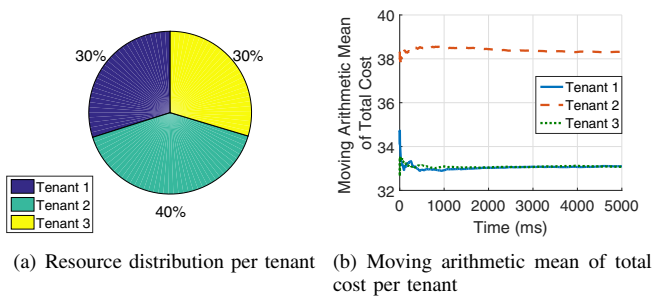 30%
30%
40%
Tenant 1
Tenant 2
Tenant 3
(a) Resource distribution per tenant
Moving Arithmetic Mean
of Total Cost
40
38
36
34
32
0 1000 2000 3000 4000 5000
Time (ms)
Tenant 1
Tenant 2
Tenant 3
(b) Moving arithmetic mean of total
cost per tenant